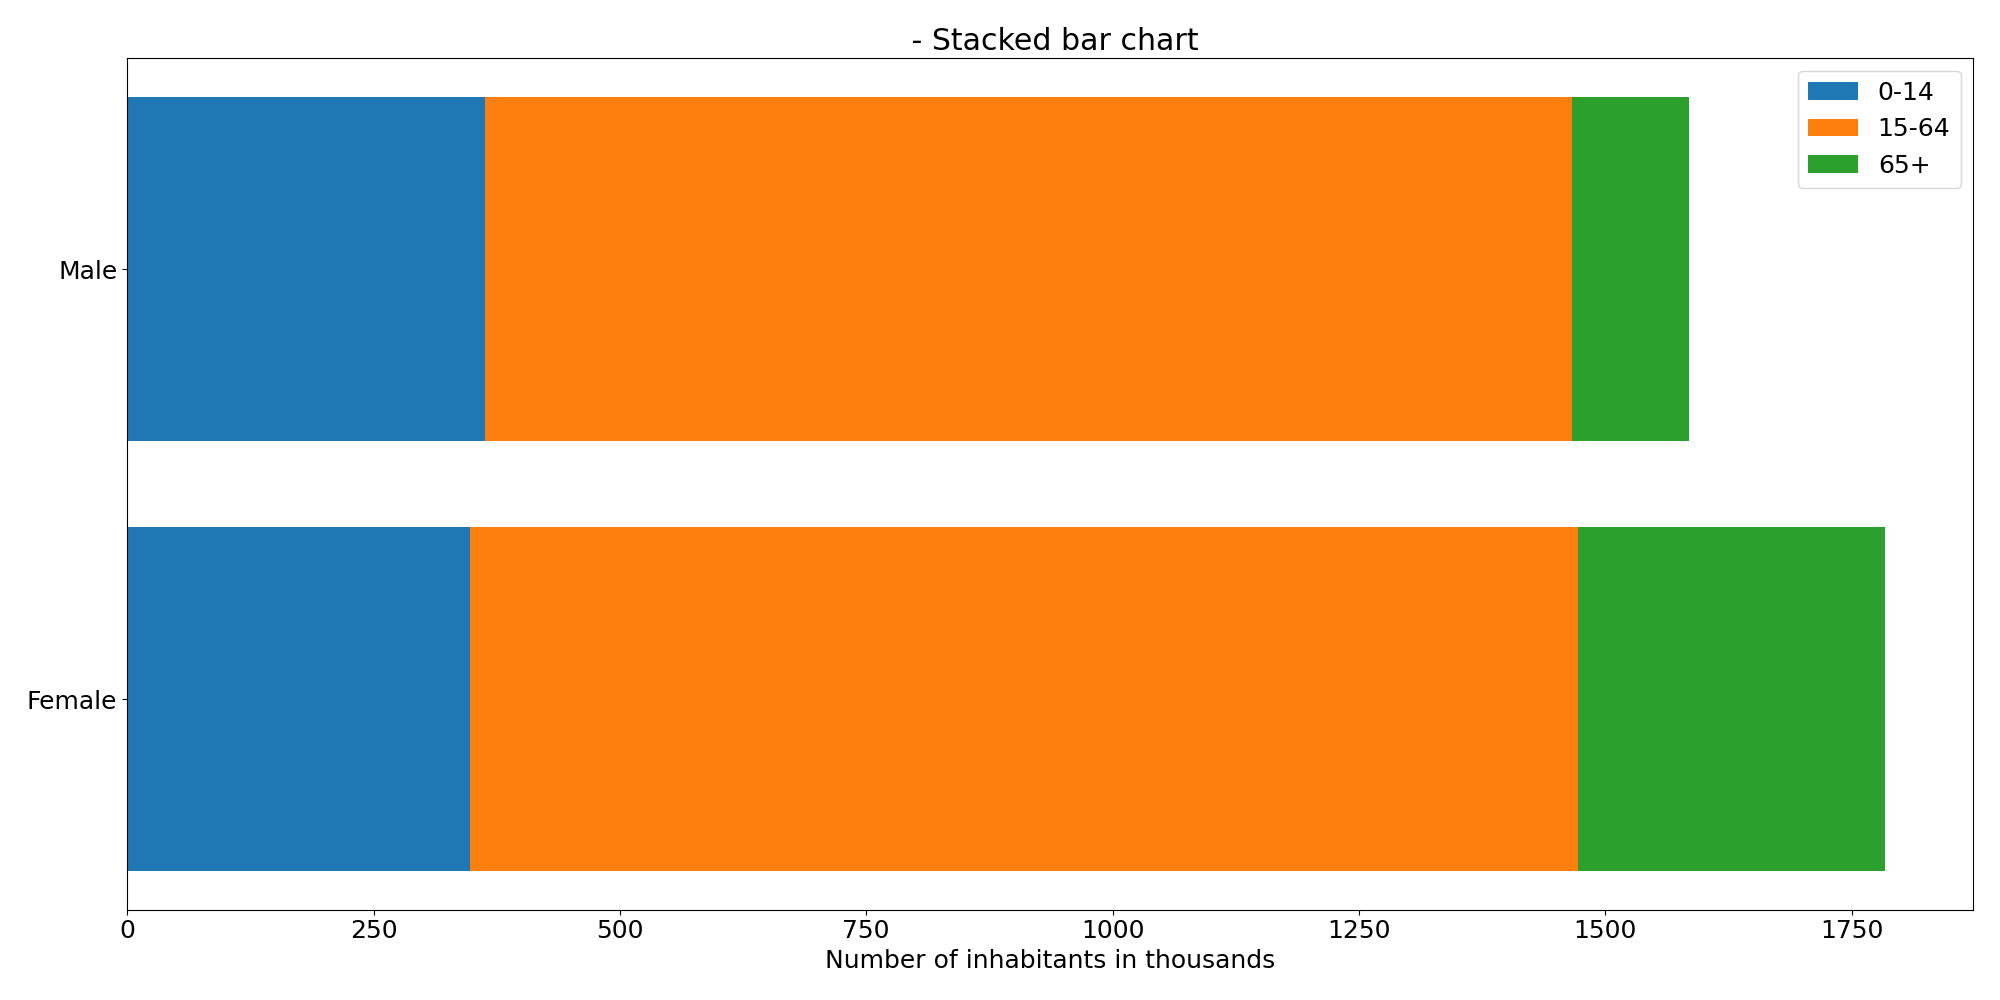 - Stacked bar chart
0-14
15-64
65+
Male
Female
0 250 500 750 1000 1250 1500 1750
Number of inhabitants in thousands